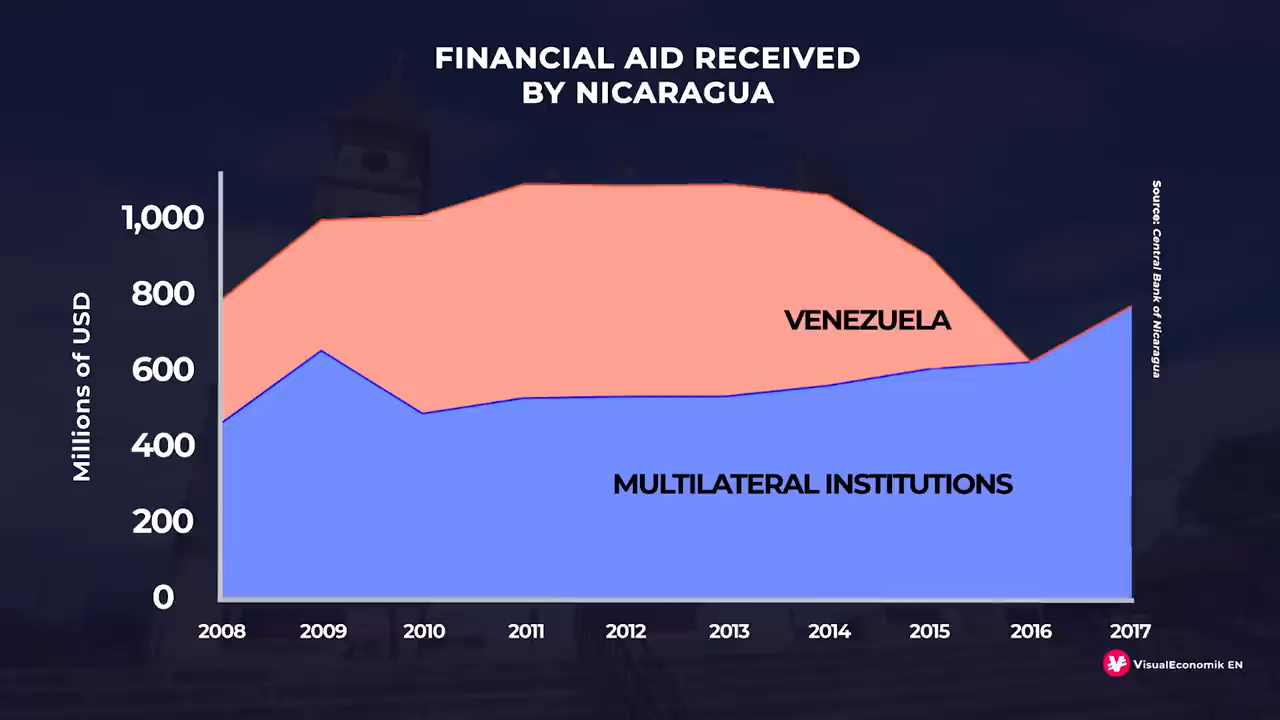 FINANCIAL AID RECEIVED
BY NICARAGUA
Millions of USD
1,000
800
600
400
200
0
VENEZUELA
MULTILATERAL INSTITUTIONS
2008 2009 2010 2011 2012 2013 2014 2015 2016 2017
Source: Central Bank of Nicaragua
VisualEconomik EN